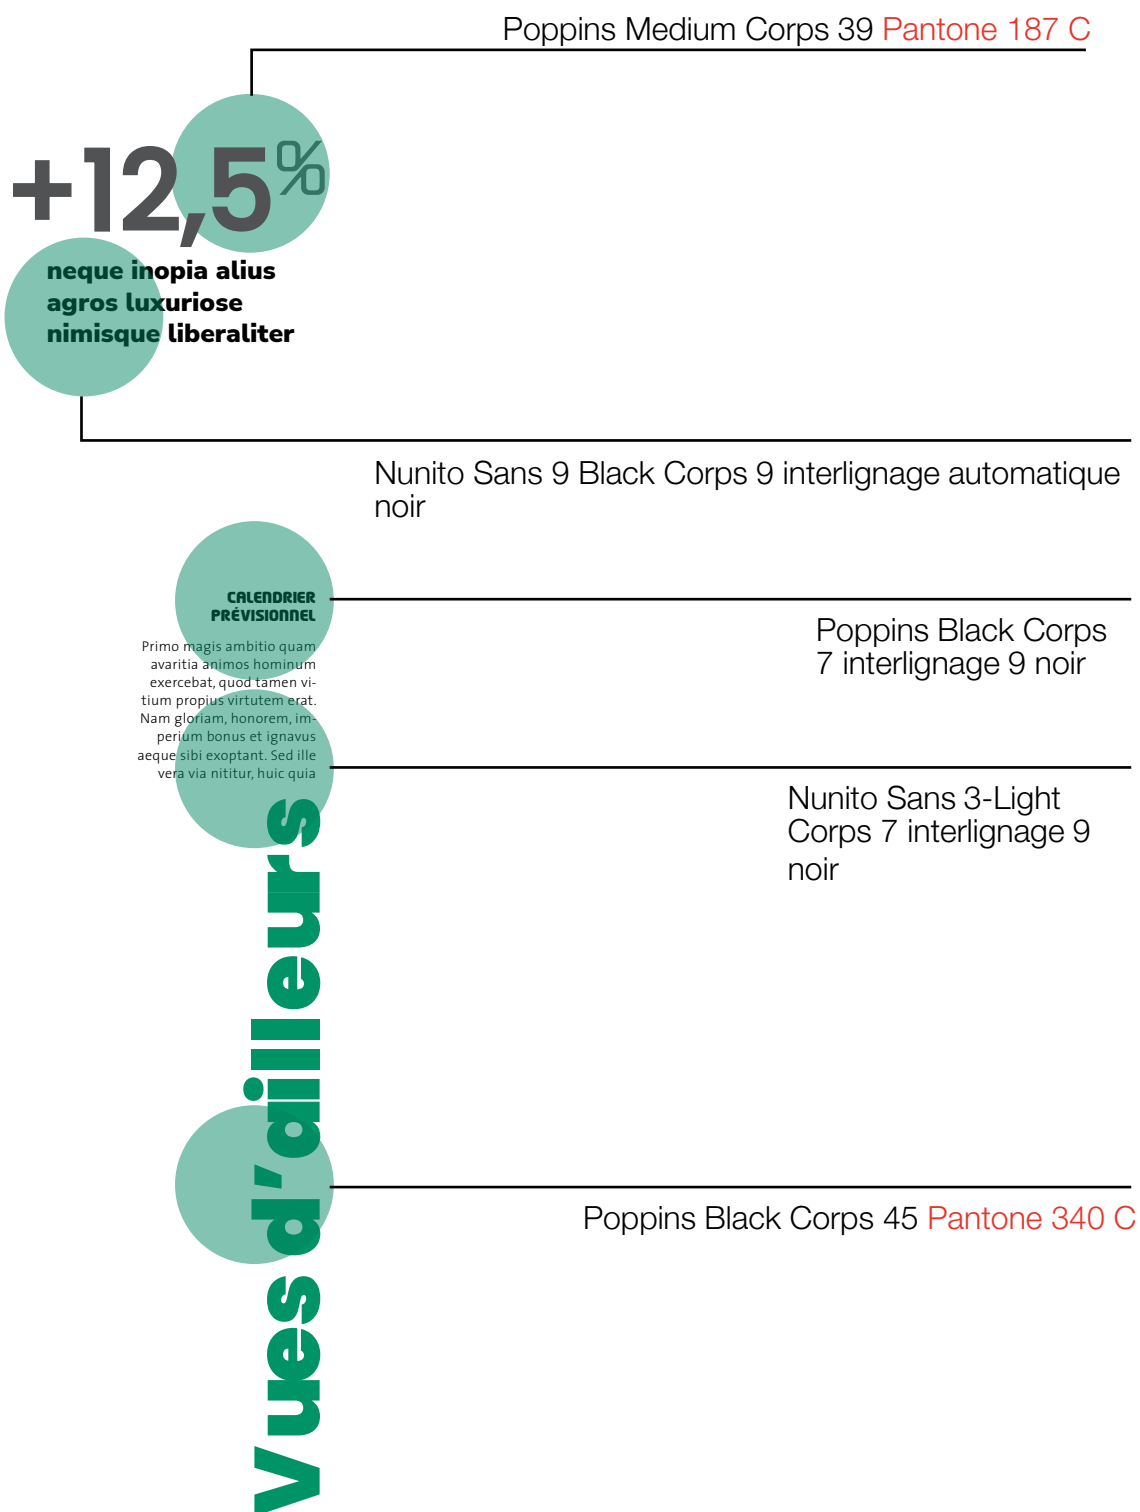 Poppins Medium Corps 39 Pantone 187 C
+12,5%
neque inopia alius
agros luxuriose
nimisque liberaliter
Nunito Sans 9 Black Corps 9 interlignage automatique
noir
CALENDRIER
PRÉVISIONNEL
Poppins Black Corps
7 interlignage 9 noir
Primo magis ambitio quam
avaritia animos hominum
exercebat, quod tamen vi-
tium propius virtutem erat.
Nam gloriam, honorem, im-
perium bonus et ignavus
aeque sibi exoptant. Sed ille
vera via nititur, huic quia
Nunito Sans 3-Light
Corps 7 interlignage 9
noir
Vues d'ailleurs
Poppins Black Corps 45 Pantone 340 C